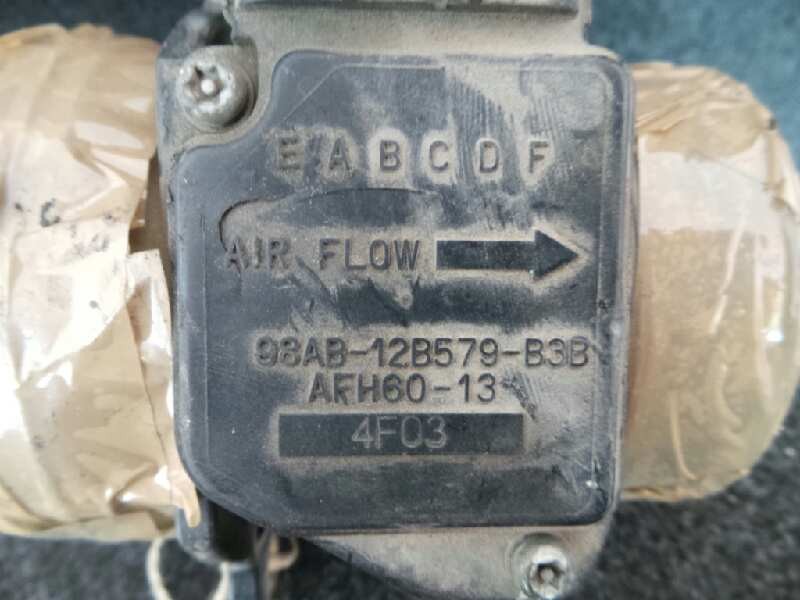 E A B C D F
AIR FLOW
98AB-12B579-B3B
AFH60-13
4F03